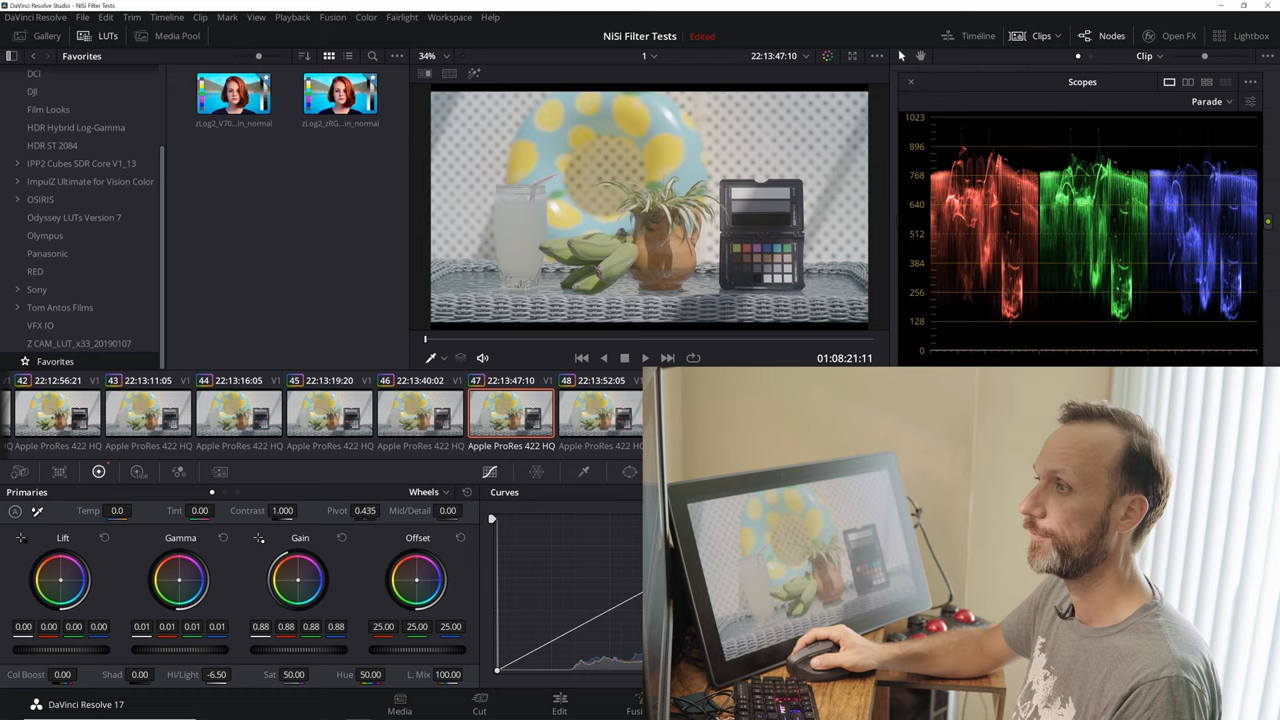 DaVinci Resolve Studio - NiSi Filter Tests
DaVinci Resolve File Edit Trim Timeline Clip Mark View Playback Fusion Color Fairlight Workspace Help
Gallery LUTs Media Pool NiSi Filter Tests Edited Timeline Clips Nodes Open FX Lightbox
Favorites 34% 1 22:13:47:10 Clip
DCI
DJI
Film Looks
HDR Hybrid Log-Gamma
HDR ST 2084
IPP2 Cubes SDR Core V1_13
ImpulZ Ultimate for Vision Color
OSIRIS
Odyssey LUTs Version 7
Olympus
Panasonic
RED
Sony
Tom Antos Films
VFX IO
Z CAM_LUT_x33_20190107
Favorites
zLog2_V70...in_normal zLog2_zRG...in_normal
01:08:21:11
Scopes
Parade
1023
896
768
640
512
384
256
128
0
V1 42 22:12:56:21 V1 43 22:13:11:05 V1 44 22:13:16:05 V1 45 22:13:19:20 V1 46 22:13:40:02 V1 47 22:13:47:10 V1 48 22:13:52:05
HQ Apple ProRes 422 HQ Apple ProRes 422 HQ Apple ProRes 422 HQ Apple ProRes 422 HQ Apple ProRes 422 HQ Apple ProRes 422 HQ Apple ProRes 422 H
Primaries Wheels Curves
A Temp 0.0 Tint 0.00 Contrast 1.000 Pivot 0.435 Mid/Detail 0.00
Lift Gamma Gain Offset
0.00 0.00 0.00 0.00 0.01 0.01 0.01 0.01 0.88 0.88 0.88 0.88 25.00 25.00 25.00
Col Boost 0.00 Shad 0.00 Hi/Light -6.50 Sat 50.00 Hue 50.00 L. Mix 100.00
DaVinci Resolve 17 Media Cut Edit Fusi